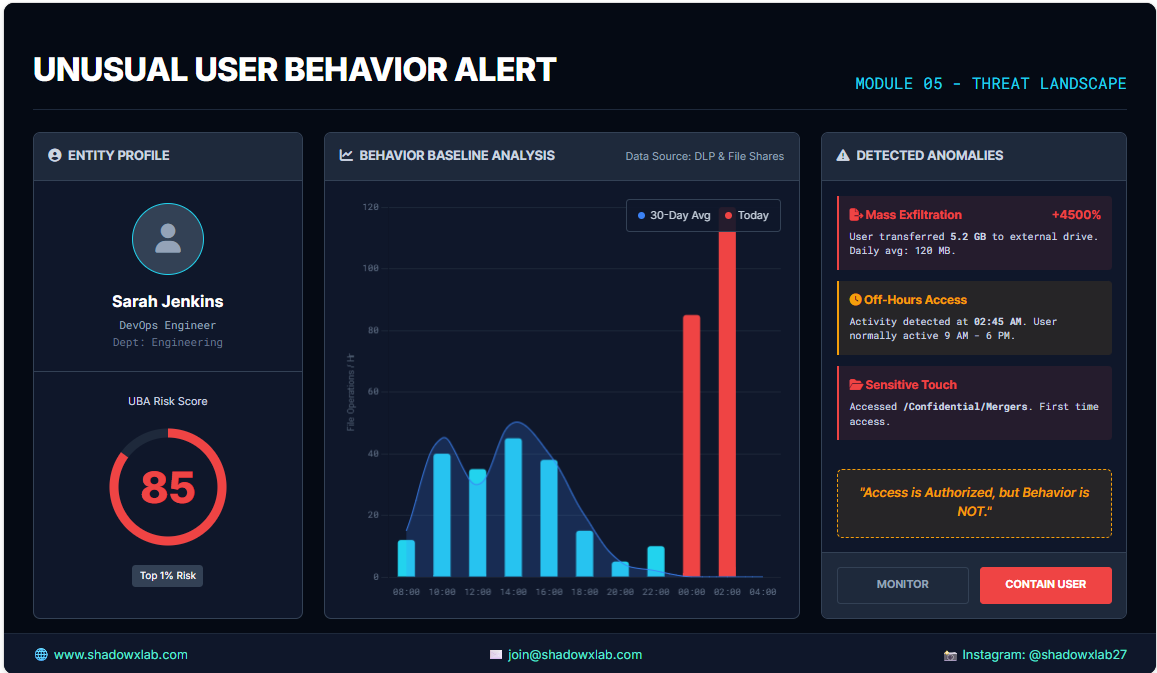 UNUSUAL USER BEHAVIOR ALERT
MODULE 05 - THREAT LANDSCAPE
ENTITY PROFILE
Sarah Jenkins
DevOps Engineer
Dept: Engineering
UBA Risk Score
85
Top 1% Risk
BEHAVIOR BASELINE ANALYSIS
Data Source: DLP & File Shares
30-Day Avg
Today
File Operations / Hr
120
100
80
60
40
20
0
08:00 10:00 12:00 14:00 16:00 18:00 20:00 22:00 00:00 02:00 04:00
DETECTED ANOMALIES
Mass Exfiltration +4500%
User transferred 5.2 GB to external drive.
Daily avg: 120 MB.
Off-Hours Access
Activity detected at 02:45 AM. User
normally active 9 AM - 6 PM.
Sensitive Touch
Accessed /Confidential/Mergers. First time
access.
"Access is Authorized, but Behavior is
NOT."
MONITOR
CONTAIN USER
www.shadowxlab.com
join@shadowxlab.com
Instagram: @shadowxlab27